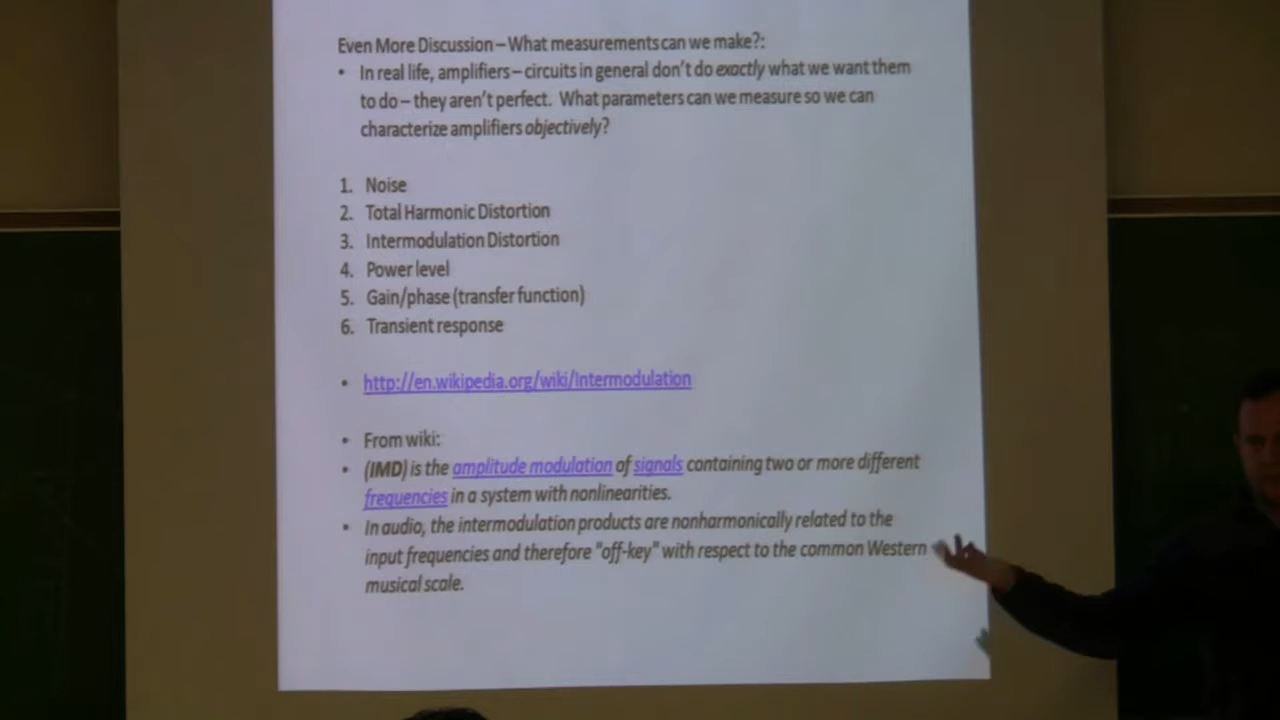 Even More Discussion – What measurements can we make?:
• In real life, amplifiers – circuits in general don't do exactly what we want them
to do – they aren't perfect. What parameters can we measure so we can
characterize amplifiers objectively?
1. Noise
2. Total Harmonic Distortion
3. Intermodulation Distortion
4. Power level
5. Gain/phase (transfer function)
6. Transient response
• http://en.wikipedia.org/wiki/Intermodulation
• From wiki:
• (IMD) is the amplitude modulation of signals containing two or more different
frequencies in a system with nonlinearities.
• In audio, the intermodulation products are nonharmonically related to the
input frequencies and therefore "off-key" with respect to the common Western
musical scale.